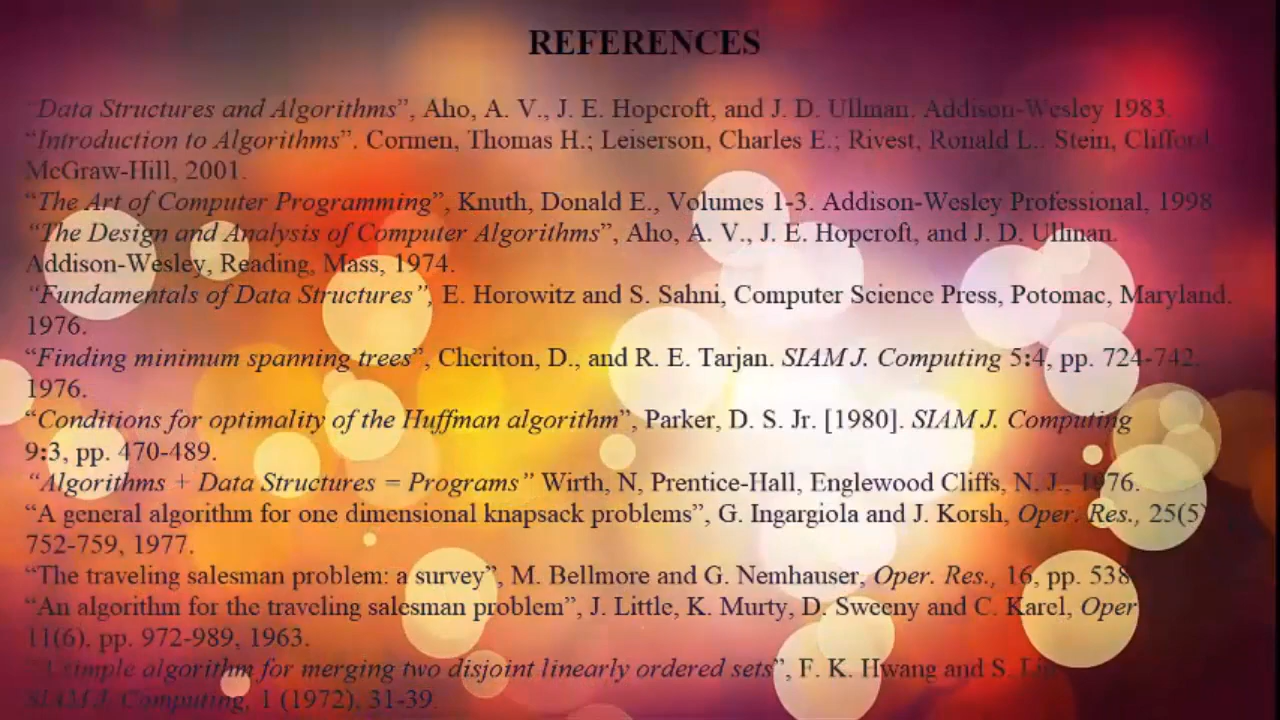 REFERENCES
“Data Structures and Algorithms”, Aho, A. V., J. E. Hopcroft, and J. D. Ullman. Addison-Wesley 1983.
“Introduction to Algorithms”. Cormen, Thomas H.; Leiserson, Charles E.; Rivest, Ronald L.. Stein, Clifford.
McGraw-Hill, 2001.
“The Art of Computer Programming”, Knuth, Donald E., Volumes 1-3. Addison-Wesley Professional, 1998
“The Design and Analysis of Computer Algorithms”, Aho, A. V., J. E. Hopcroft, and J. D. Ullman.
Addison-Wesley, Reading, Mass, 1974.
“Fundamentals of Data Structures”, E. Horowitz and S. Sahni, Computer Science Press, Potomac, Maryland.
1976.
“Finding minimum spanning trees”, Cheriton, D., and R. E. Tarjan. SIAM J. Computing 5:4, pp. 724-742.
1976.
“Conditions for optimality of the Huffman algorithm”, Parker, D. S. Jr. [1980]. SIAM J. Computing
9:3, pp. 470-489.
“Algorithms + Data Structures = Programs” Wirth, N, Prentice-Hall, Englewood Cliffs, N.J., 1976.
“A general algorithm for one dimensional knapsack problems”, G. Ingargiola and J. Korsh, Oper. Res., 25(5)
752-759, 1977.
“The traveling salesman problem: a survey”, M. Bellmore and G. Nemhauser, Oper. Res., 16, pp. 538
“An algorithm for the traveling salesman problem”, J. Little, K. Murty, D. Sweeny and C. Karel, Oper
11(6), pp. 972-989, 1963.
“A simple algorithm for merging two disjoint linearly ordered sets”, F. K. Hwang and S.
SIAM J. Computing, 1 (1972), 31-39.